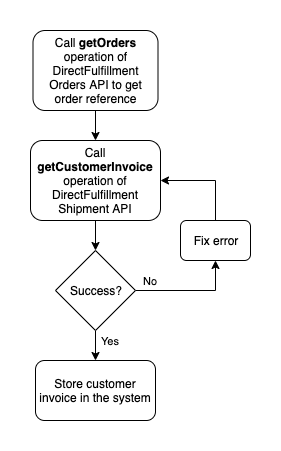 Call getOrders
operation of
DirectFulfillment
Orders API to get
order reference
Call
getCustomerInvoice
operation of
DirectFulfillment
Shipment API
Fix error
Success?
No
Yes
Store customer
invoice in the system